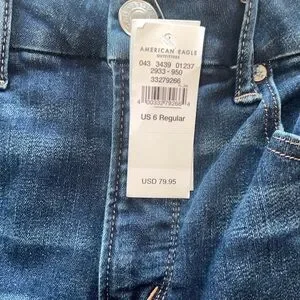 AMERICAN EAGLE
OUTFITTERS
043 3439 01237
2933 - 950
33279266
US 6 Regular
USD 79.95